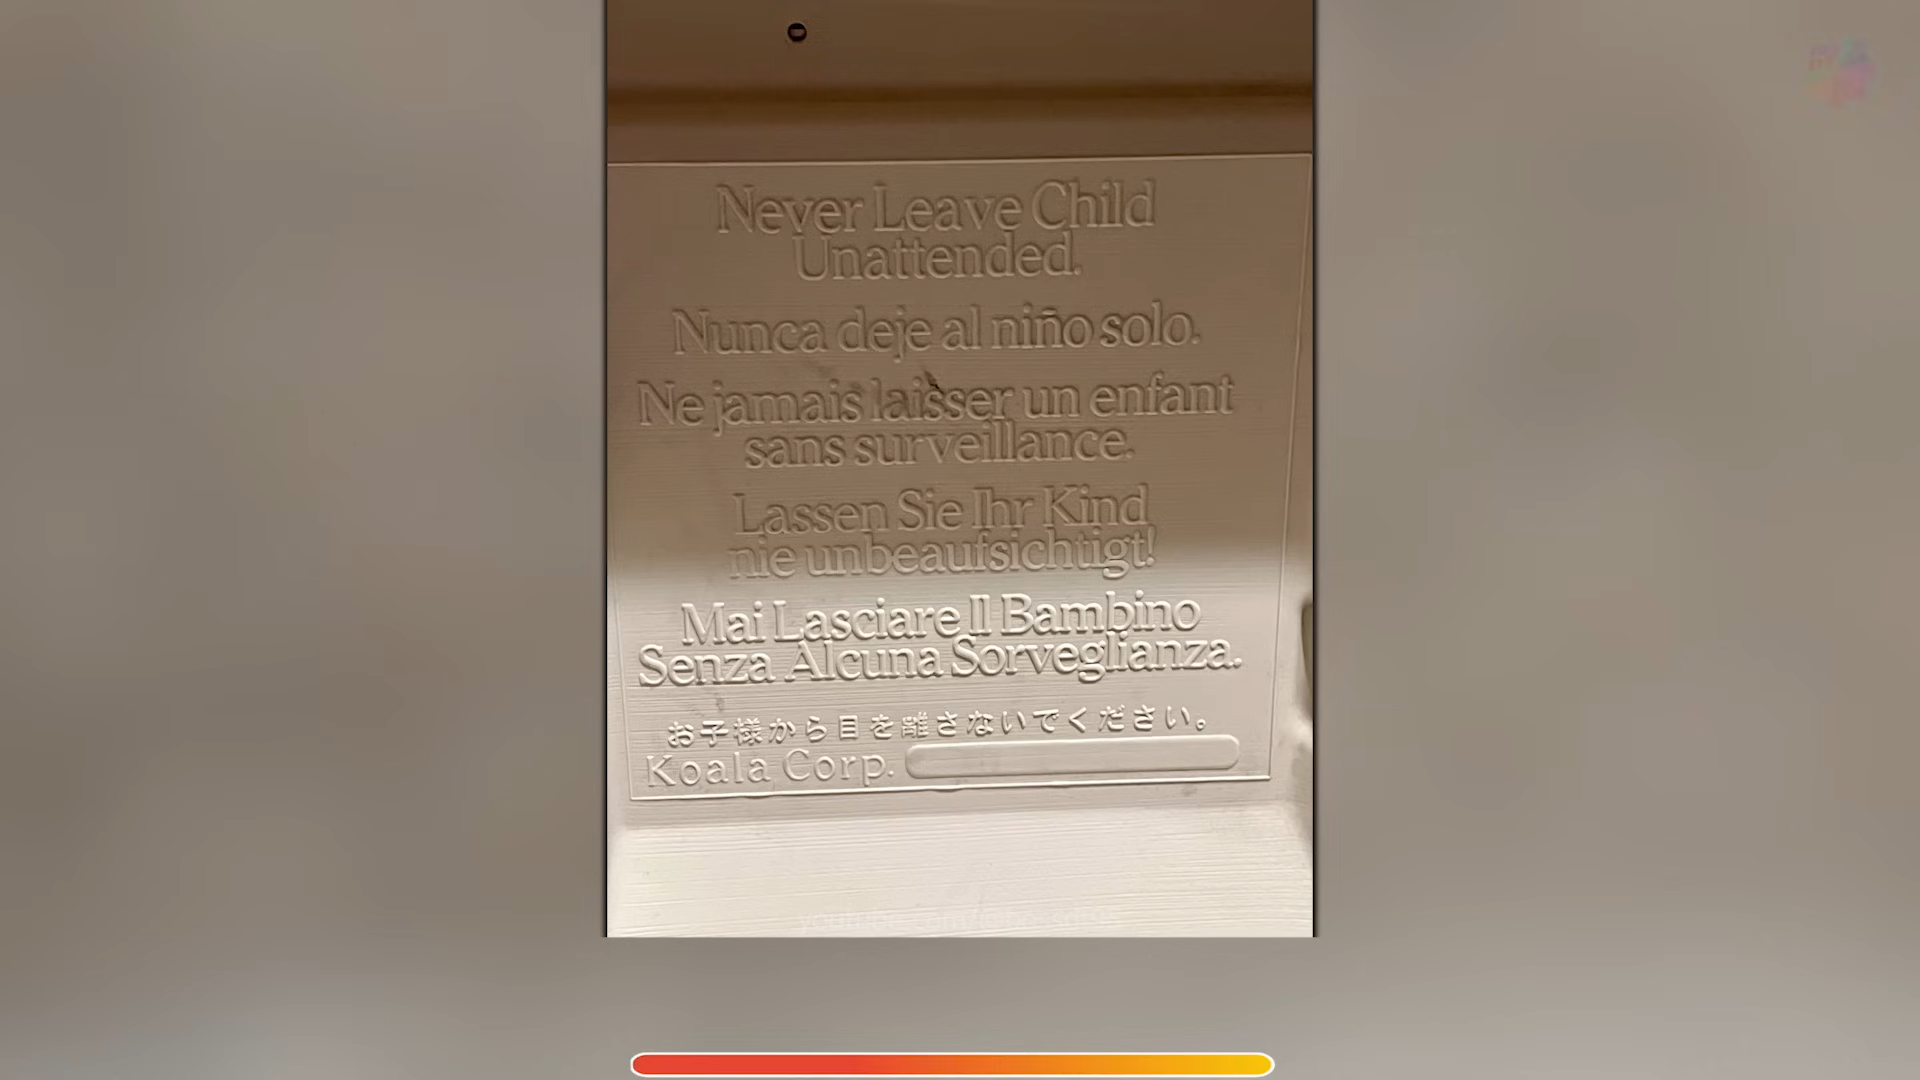 Never Leave Child
Unattended.
Nunca deje al niño solo.
Ne jamais laisser un enfant
sans surveillance.
Lassen Sie Ihr Kind
nie unbeaufsichtigt!
Mai Lasciare Il Bambino
Senza Alcuna Sorveglianza.
お子様から目を離さないでください。
Koala Corp.